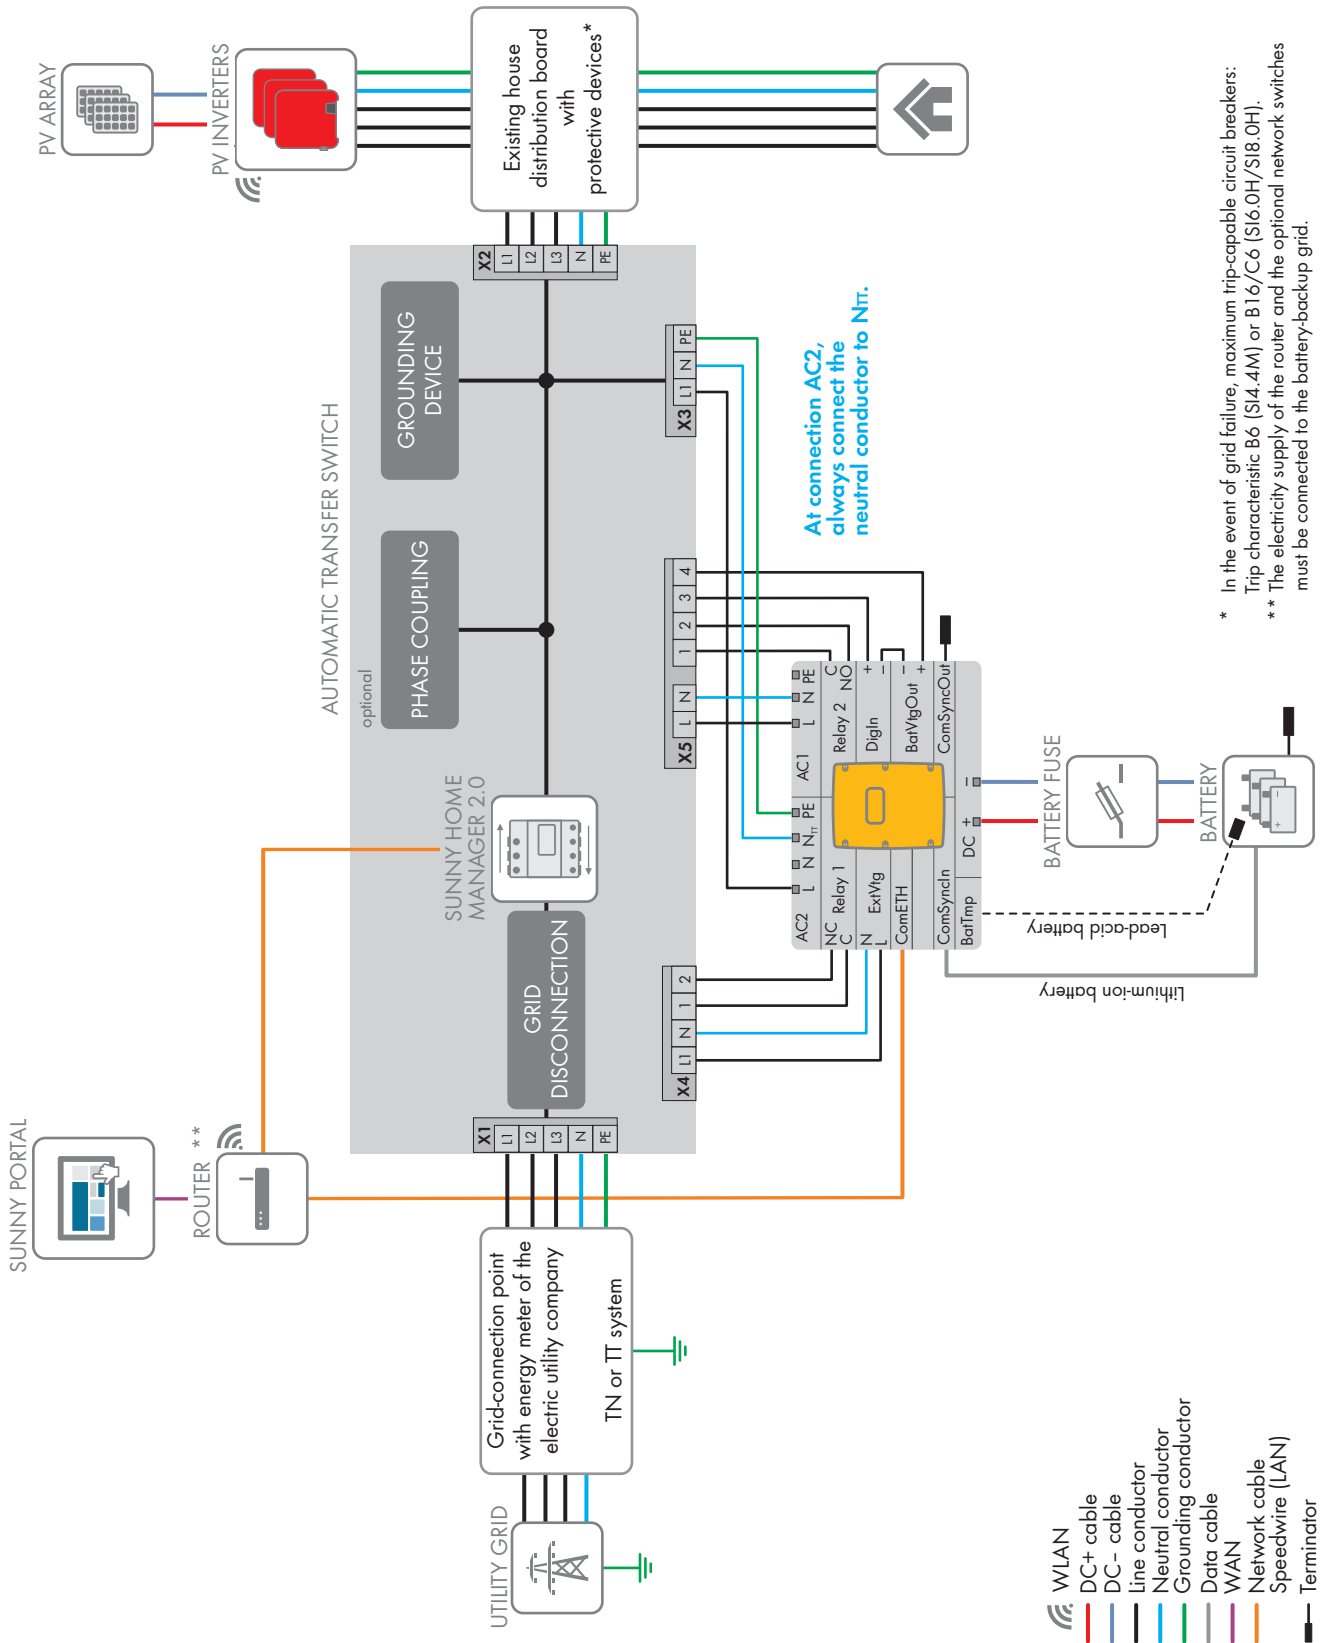 SUNNY PORTAL
ROUTER **
PV ARRAY
PV INVERTERS
AUTOMATIC TRANSFER SWITCH
optional
PHASE COUPLING
GROUNDING
DEVICE
SUNNY HOME
MANAGER 2.0
GRID
DISCONNECTION
UTILITY GRID
Grid-connection point
with energy meter of the
electric utility company
TN or TT system
X1
L1
L2
L3
N
PE
X2
L1
L2
L3
N
PE
Existing house
distribution board
with
protective devices*
X4
L1
N
1
2
X5
L
N
1
2
3
4
X3
L1
N
PE
At connection AC2,
always connect the
neutral conductor to NTT.
AC2
L
N
NTT
PE
AC1
L
N
PE
NC
C
Relay 1
Relay 2
C
NO
N
L
ExtVtg
DigIn
+
–
ComETH
BatVtgOut
–
+
ComSyncIn
ComSyncOut
BatTmp
DC
+
–
Lead-acid battery
Lithium-ion battery
BATTERY FUSE
BATTERY
+
–
WLAN
DC+ cable
DC– cable
Line conductor
Neutral conductor
Grounding conductor
Data cable
WAN
Network cable
Speedwire (LAN)
Terminator
* In the event of grid failure, maximum trip-capable circuit breakers:
Trip characteristic B6 (SI4.4M) or B16/C6 (SI6.0H/SI8.0H).
** The electricity supply of the router and the optional network switches
must be connected to the battery-backup grid.